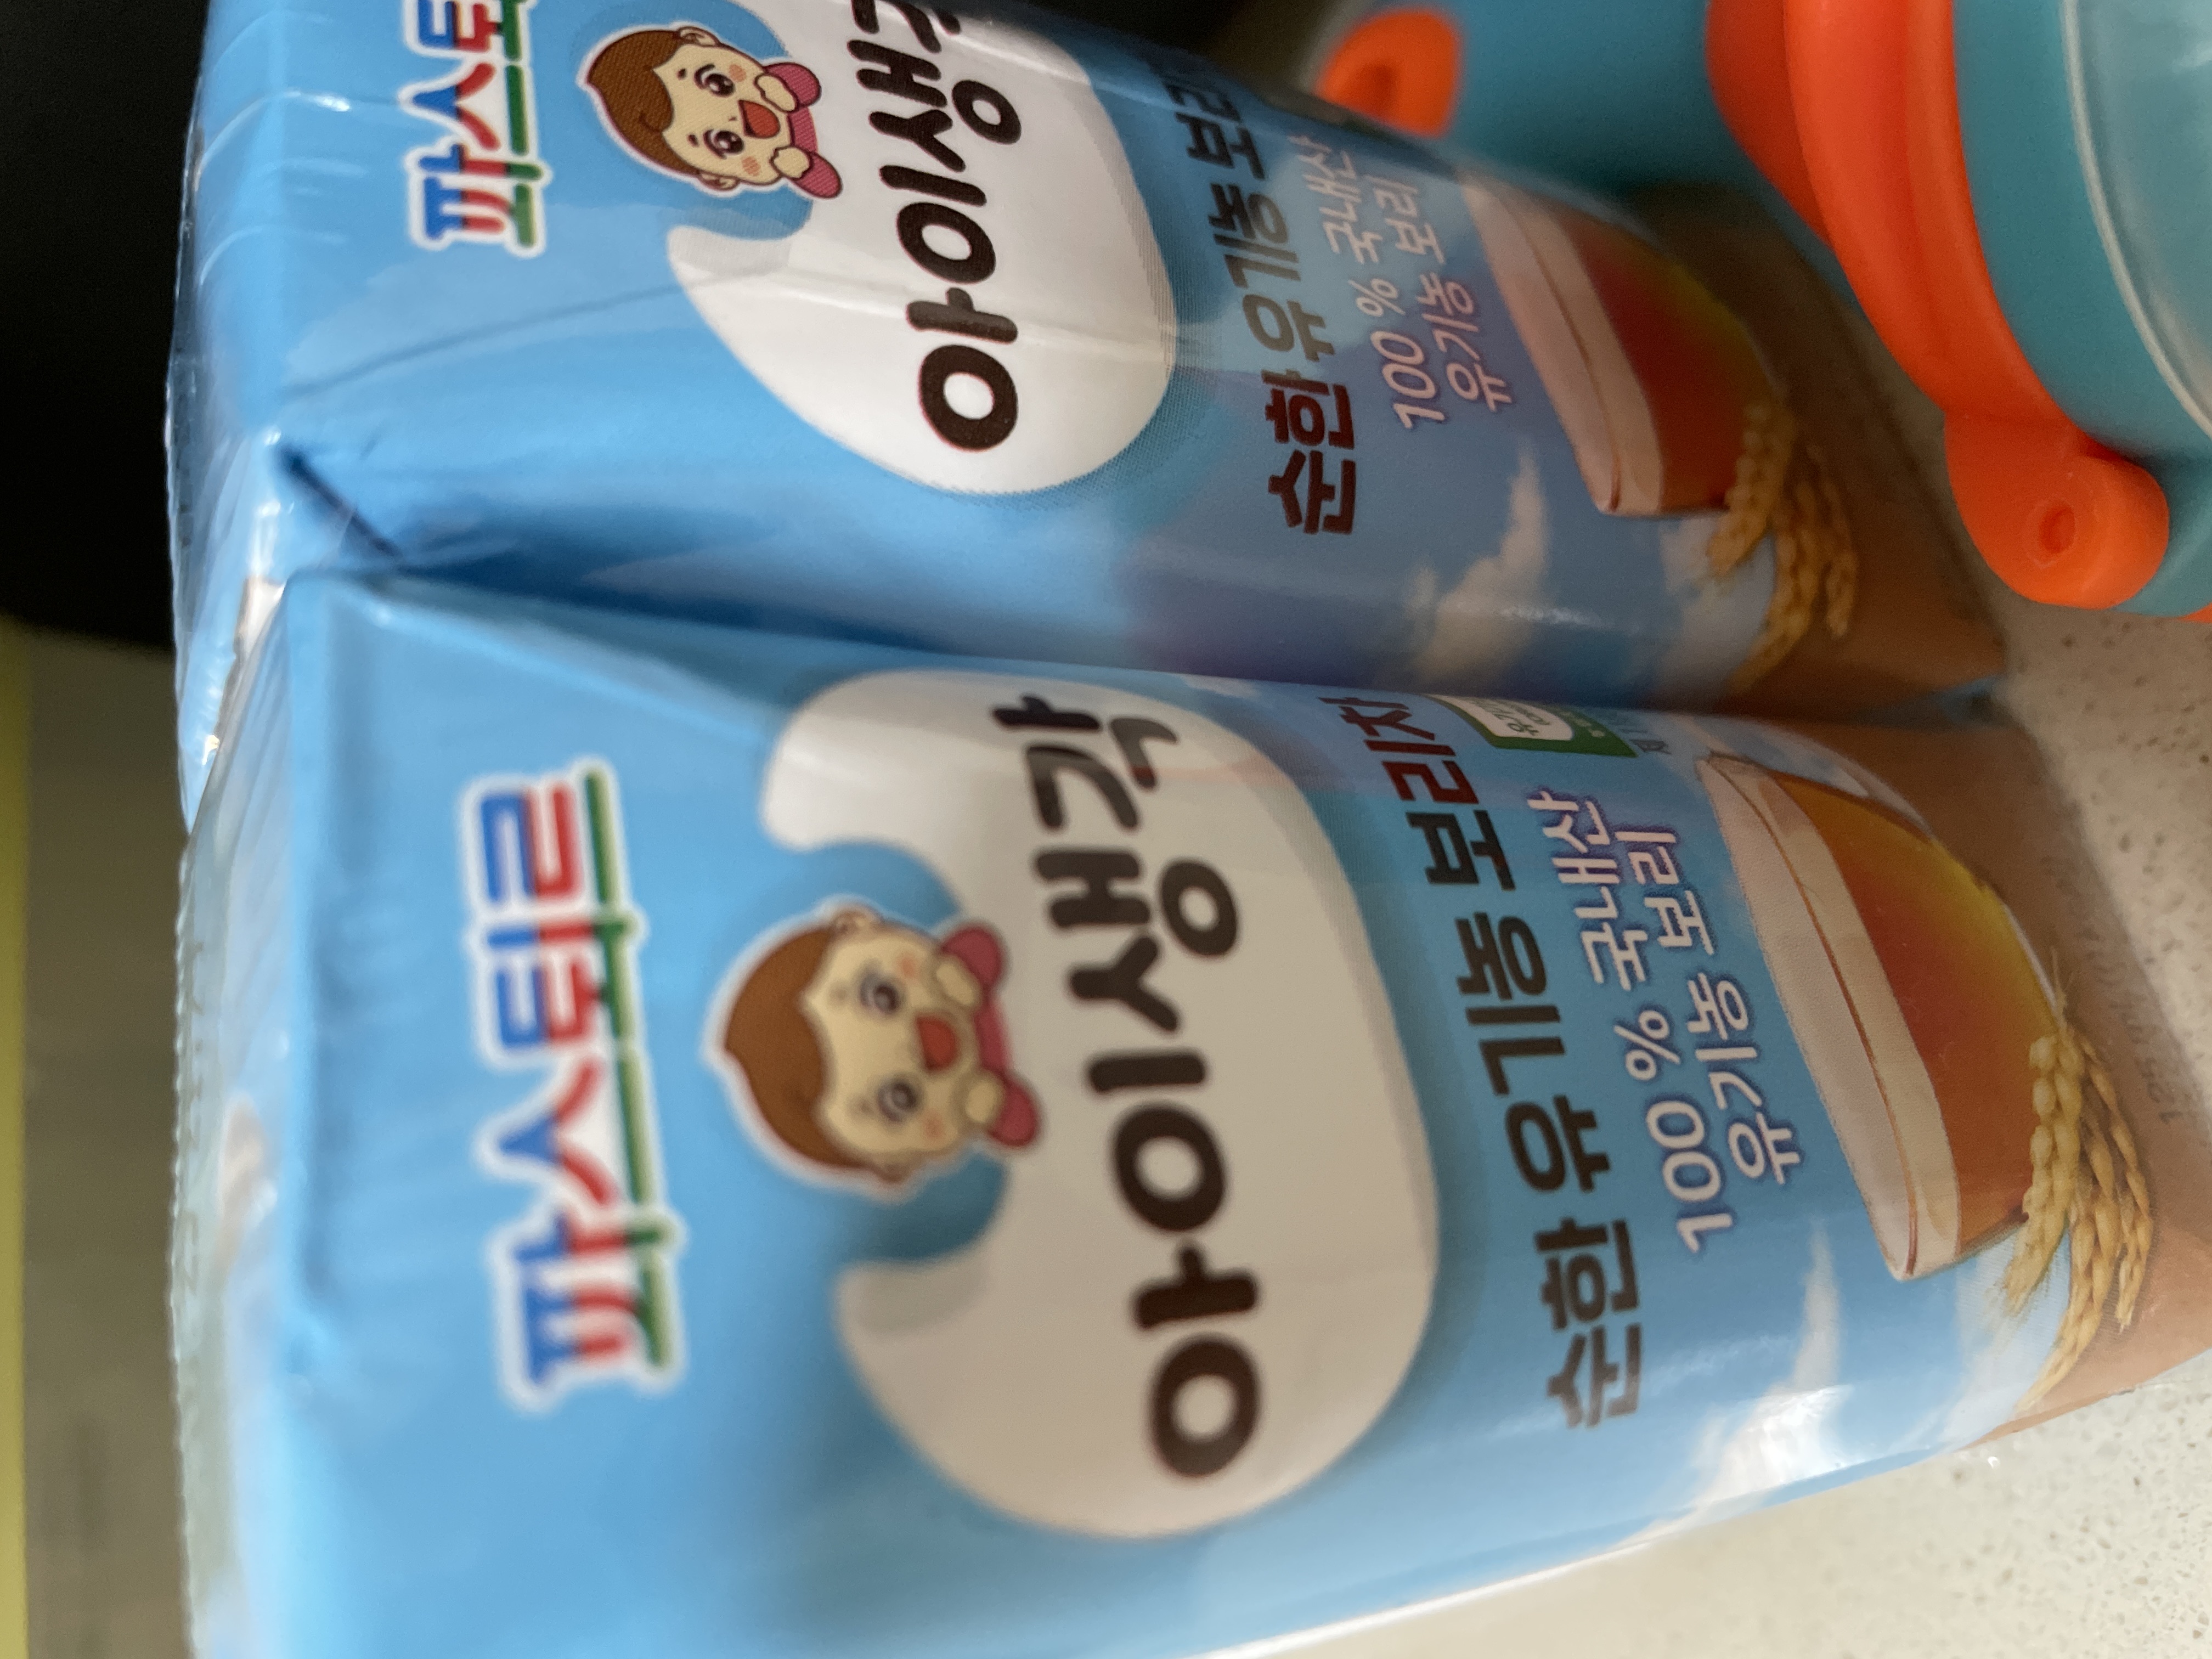 파스퇴르
아이생각
순한 유기농 보리차
100 % 국내산
유기농 보리
파스퇴
아이생각
순한 유기농 보리
100 % 국내산
유기농 보리